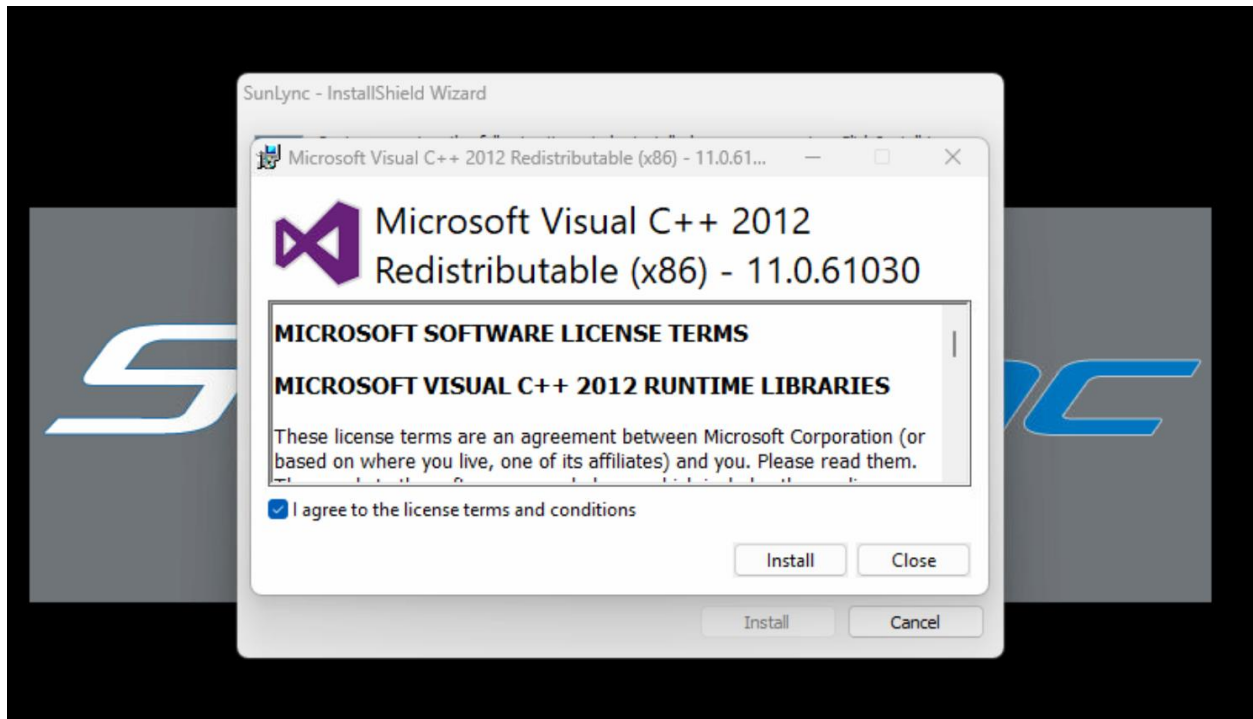 SunLync - InstallShield Wizard
Microsoft Visual C++ 2012 Redistributable (x86) - 11.0.61...
Microsoft Visual C++ 2012
Redistributable (x86) - 11.0.61030
MICROSOFT SOFTWARE LICENSE TERMS
MICROSOFT VISUAL C++ 2012 RUNTIME LIBRARIES
These license terms are an agreement between Microsoft Corporation (or
based on where you live, one of its affiliates) and you. Please read them.
I agree to the license terms and conditions
Install Close
Install Cancel